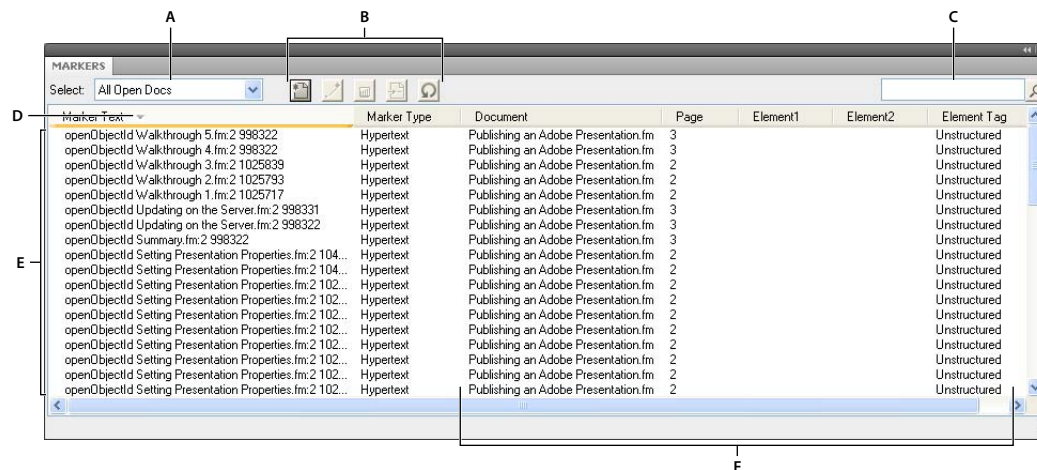 A B C
MARKERS
Select: All Open Docs
D
Marker Text Marker Type Document Page Element1 Element2 Element Tag
openObjectId Walkthrough 5.fm:2 998322 Hypertext Publishing an Adobe Presentation.fm 3 Unstructured
openObjectId Walkthrough 4.fm:2 998322 Hypertext Publishing an Adobe Presentation.fm 3 Unstructured
openObjectId Walkthrough 3.fm:2 1025839 Hypertext Publishing an Adobe Presentation.fm 2 Unstructured
openObjectId Walkthrough 2.fm:2 1025793 Hypertext Publishing an Adobe Presentation.fm 2 Unstructured
openObjectId Walkthrough 1.fm:2 1025717 Hypertext Publishing an Adobe Presentation.fm 2 Unstructured
openObjectId Updating on the Server.fm:2 998331 Hypertext Publishing an Adobe Presentation.fm 3 Unstructured
openObjectId Updating on the Server.fm:2 998322 Hypertext Publishing an Adobe Presentation.fm 3 Unstructured
openObjectId Summary.fm:2 998322 Hypertext Publishing an Adobe Presentation.fm 3 Unstructured
openObjectId Setting Presentation Properties.fm:2 104... Hypertext Publishing an Adobe Presentation.fm 2 Unstructured
E
openObjectId Setting Presentation Properties.fm:2 104... Hypertext Publishing an Adobe Presentation.fm 2 Unstructured
openObjectId Setting Presentation Properties.fm:2 102... Hypertext Publishing an Adobe Presentation.fm 2 Unstructured
openObjectId Setting Presentation Properties.fm:2 102... Hypertext Publishing an Adobe Presentation.fm 2 Unstructured
openObjectId Setting Presentation Properties.fm:2 102... Hypertext Publishing an Adobe Presentation.fm 2 Unstructured
openObjectId Setting Presentation Properties.fm:2 102... Hypertext Publishing an Adobe Presentation.fm 2 Unstructured
openObjectId Setting Presentation Properties.fm:2 102... Hypertext Publishing an Adobe Presentation.fm 2 Unstructured
openObjectId Setting Presentation Properties.fm:2 102... Hypertext Publishing an Adobe Presentation.fm 2 Unstructured
openObjectId Setting Presentation Properties.fm:2 102... Hypertext Publishing an Adobe Presentation.fm 2 Unstructured
openObjectId Setting Presentation Properties.fm:2 102... Hypertext Publishing an Adobe Presentation.fm 2 Unstructured